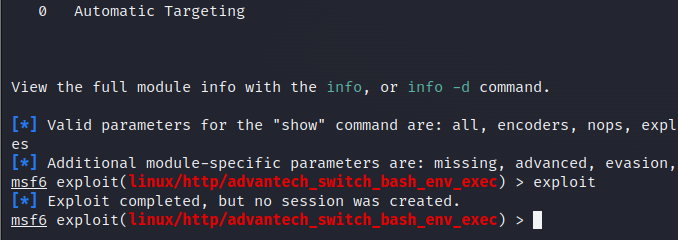 0   Automatic Targeting
View the full module info with the info, or info -d command.
[*] Valid parameters for the "show" command are: all, encoders, nops, expl
es
[*] Additional module-specific parameters are: missing, advanced, evasion,
msf6 exploit(linux/http/advantech_switch_bash_env_exec) > exploit
[*] Exploit completed, but no session was created.
msf6 exploit(linux/http/advantech_switch_bash_env_exec) >